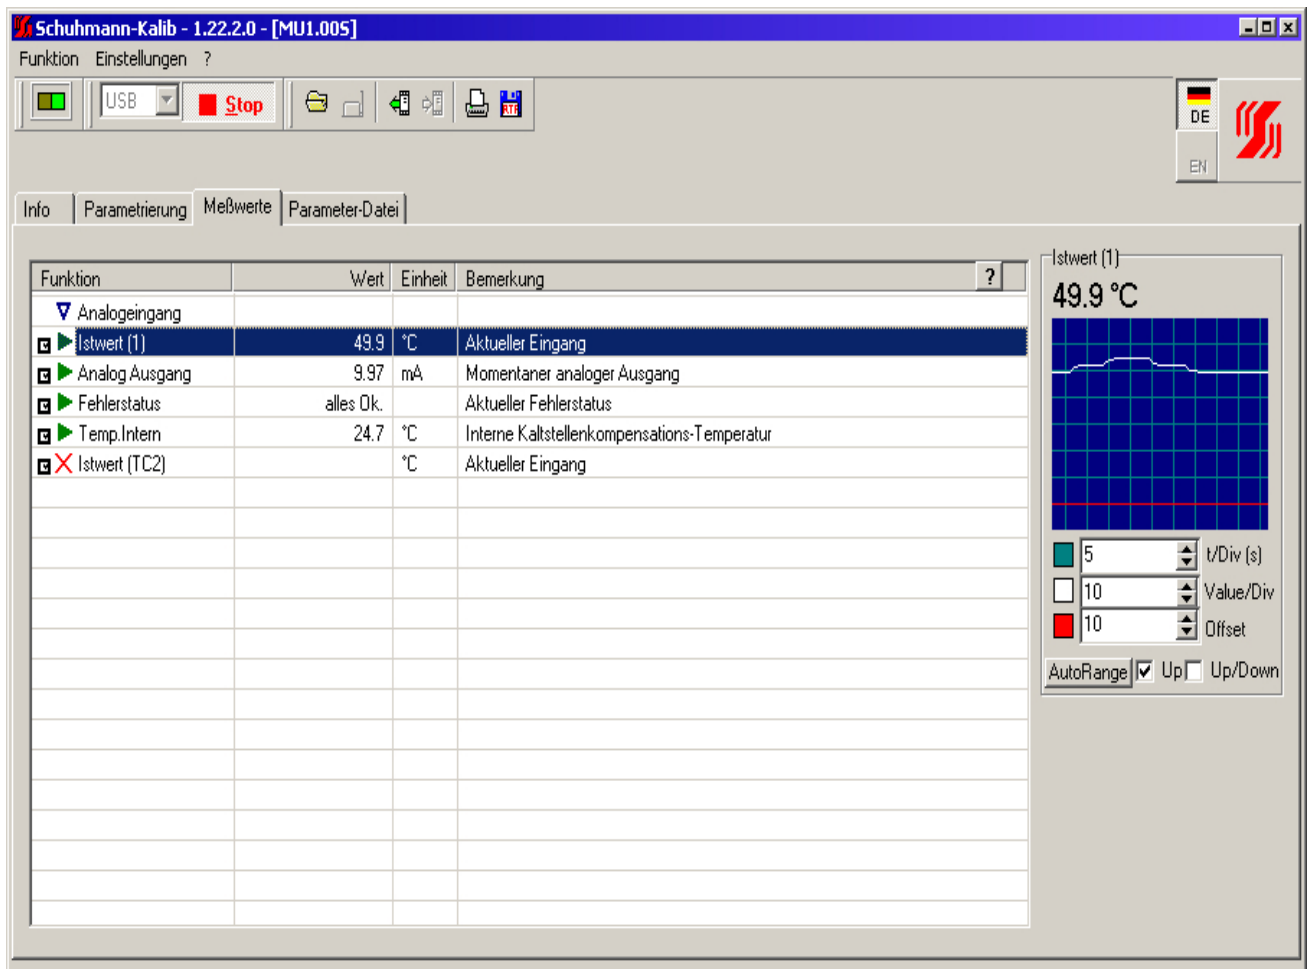 Schuhmann-Kalib - 1.22.2.0 - [MU1.00S]
Funktion Einstellungen ?
USB Stop RTF
DE
EN
Info Parametrierung Meßwerte Parameter-Datei
Funktion Wert Einheit Bemerkung ?
Analogeingang
Istwert (1) 49.9 °C Aktueller Eingang
Analog Ausgang 9.97 mA Momentaner analoger Ausgang
Fehlerstatus alles Ok. Aktueller Fehlerstatus
Temp.Intern 24.7 °C Interne Kaltstellenkompensations-Temperatur
Istwert (TC2) °C Aktueller Eingang
Istwert (1)
49.9 °C
5 t/Div (s)
10 Value/Div
10 Offset
AutoRange Up Up/Down